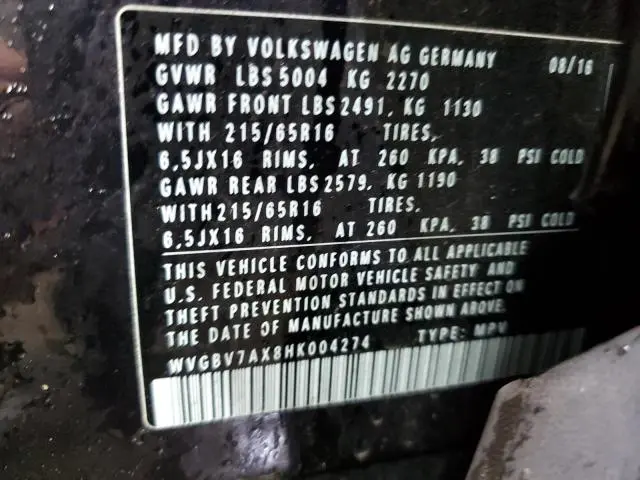 MFD BY VOLKSWAGEN AG GERMANY 08/16
GVWR LBS 5004 KG 2270
GAWR FRONT LBS 2491, KG 1130
WITH 215/65R16 TIRES,
6,5JX16 RIMS, AT 260 KPA, 38 PSI COLD
GAWR REAR LBS 2579, KG 1190
WITH 215/65R16 TIRES,
6,5JX16 RIMS, AT 260 KPA, 38 PSI COLD
THIS VEHICLE CONFORMS TO ALL APPLICABLE
U.S. FEDERAL MOTOR VEHICLE SAFETY AND
THEFT PREVENTION STANDARDS IN EFFECT ON
THE DATE OF MANUFACTURE SHOWN ABOVE.
WVGBV7AX8HK004274 TYPE: MPV